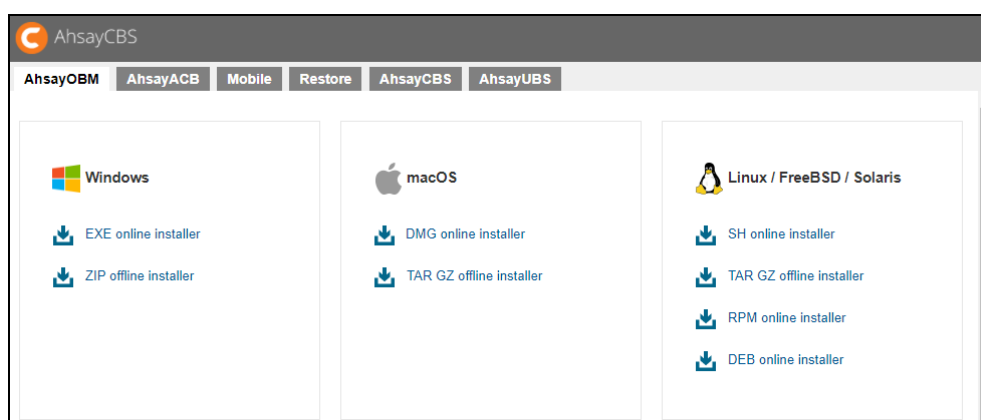 AhsayCBS
AhsayOBM AhsayACB Mobile Restore AhsayCBS AhsayUBS
Windows
EXE online installer
ZIP offline installer
macOS
DMG online installer
TAR GZ offline installer
Linux / FreeBSD / Solaris
SH online installer
TAR GZ offline installer
RPM online installer
DEB online installer